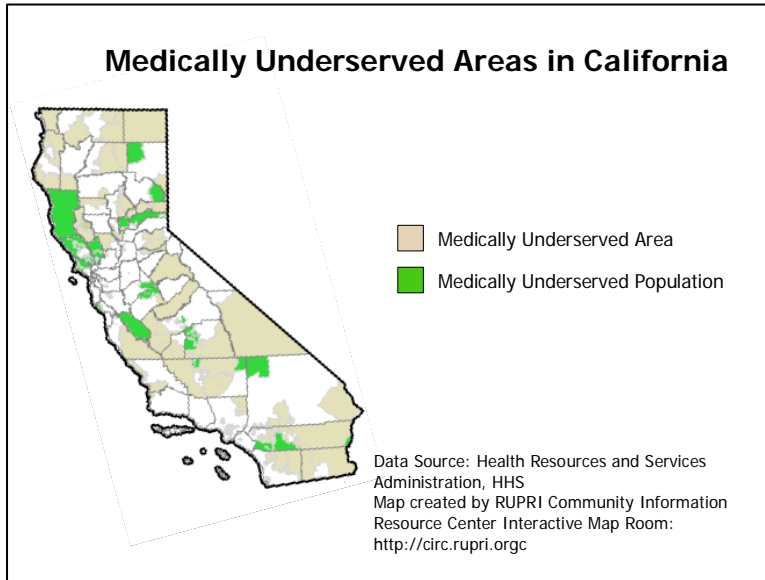 Medically Underserved Areas in California
Medically Underserved Area
Medically Underserved Population
Data Source: Health Resources and Services
Administration, HHS
Map created by RUPRI Community Information
Resource Center Interactive Map Room:
http://circ.rupri.orgc